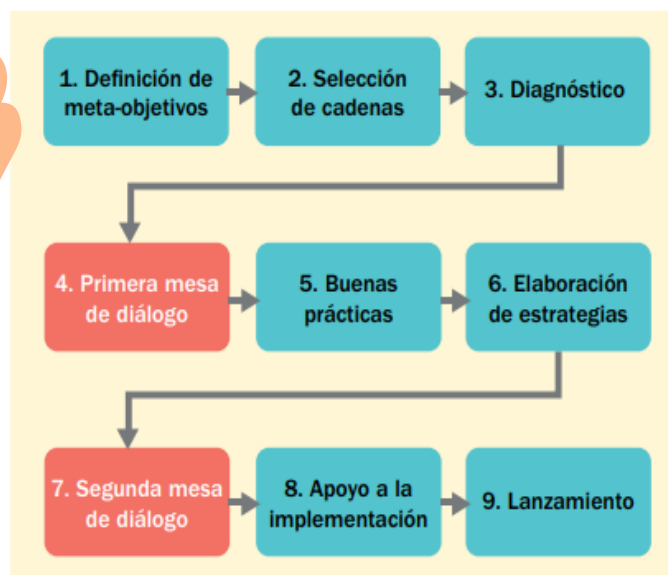 1. Definición de
meta-objetivos
2. Selección
de cadenas
3. Diagnóstico
4. Primera mesa
de diálogo
5. Buenas
prácticas
6. Elaboración
de estrategias
7. Segunda mesa
de diálogo
8. Apoyo a la
implementación
9. Lanzamiento